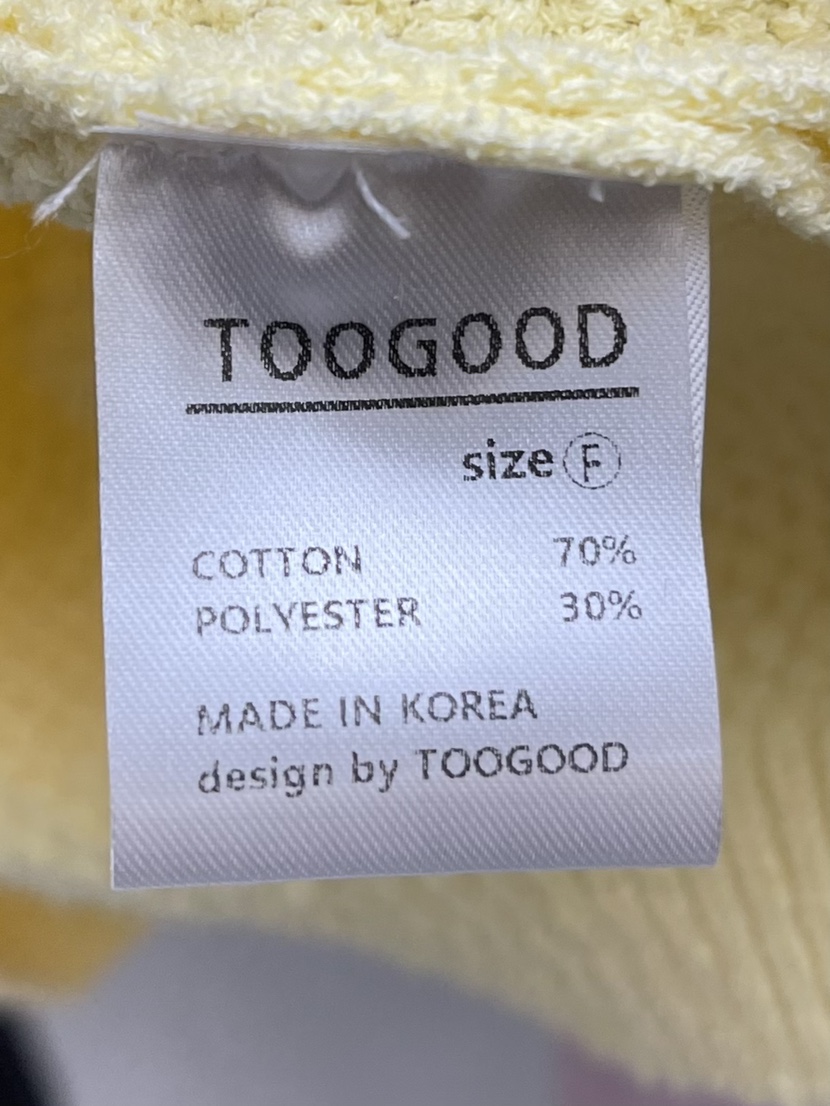 TOOGOOD
size Ⓕ
COTTON 70%
POLYESTER 30%
MADE IN KOREA
design by TOOGOOD